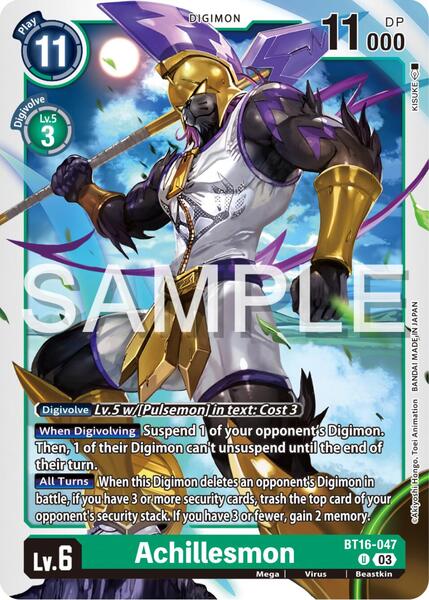 Play
11
DIGIMON
11000
DP
Digivolve
Lv.5
3
KISUKE
SAMPLE
Digivolve Lv.5 w/[Pulsemon] in text: Cost 3
When Digivolving Suspend 1 of your opponent's Digimon.
Then, 1 of their Digimon can't unsuspend until the end
of their turn.
All Turns When this Digimon deletes an opponent's Digimon in
battle, if you have 3 or more security cards, trash the top card of your
opponent's security stack. If you have 3 or fewer, gain 2 memory.
©Akiyoshi Hongo, Toei Animation BANDAI MADE IN JAPAN
Lv.6
Achillesmon
BT16-047
U 03
Mega Virus Beastkin